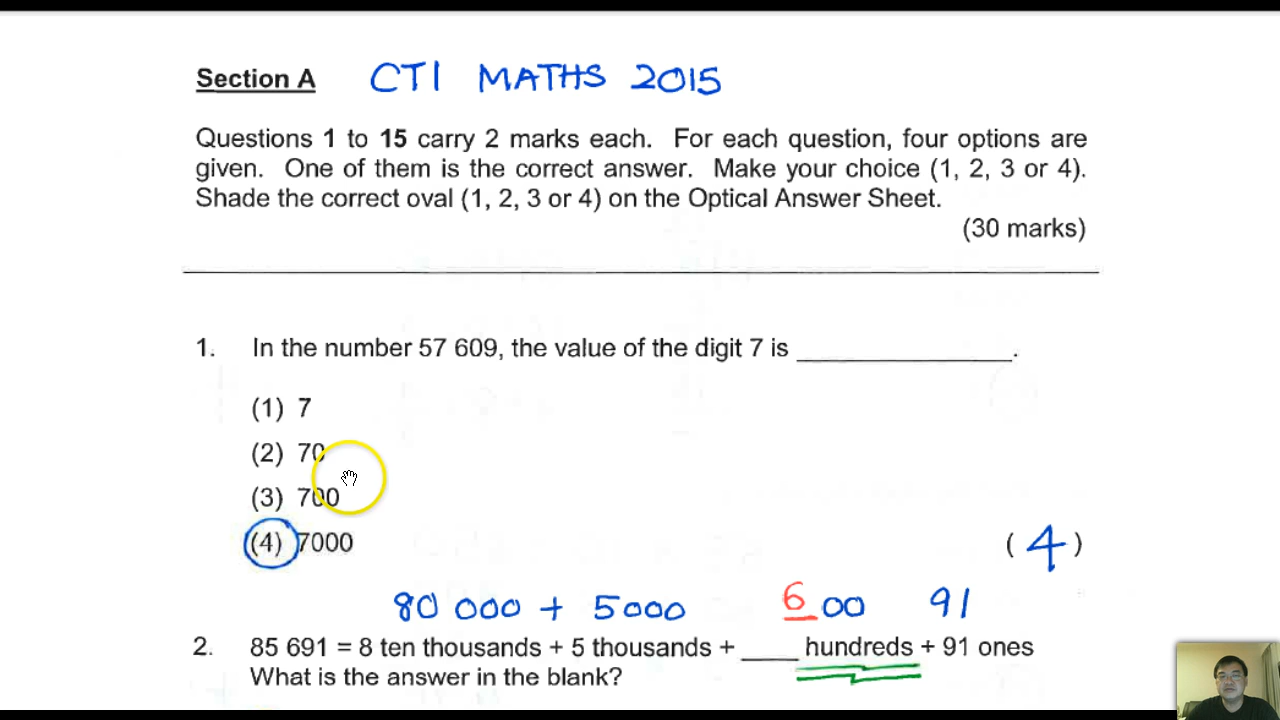 Section A CTI MATHS 2015
Questions 1 to 15 carry 2 marks each. For each question, four options are
given. One of them is the correct answer. Make your choice (1, 2, 3 or 4).
Shade the correct oval (1, 2, 3 or 4) on the Optical Answer Sheet.
(30 marks)
1. In the number 57 609, the value of the digit 7 is ____________.
(1) 7
(2) 70
(3) 700
(4) 7000 ( 4 )
80 000 + 5000 6 00 91
2. 85 691 = 8 ten thousands + 5 thousands + ____ hundreds + 91 ones
What is the answer in the blank?